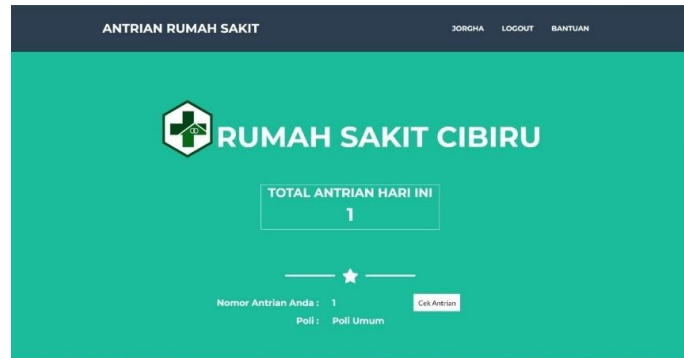 ANTRIAN RUMAH SAKIT JORGHA LOGOUT BANTUAN
RUMAH SAKIT CIBIRU
TOTAL ANTRIAN HARI INI
1
Nomor Antrian Anda : 1 Cek Antrian
Poli : Poli Umum